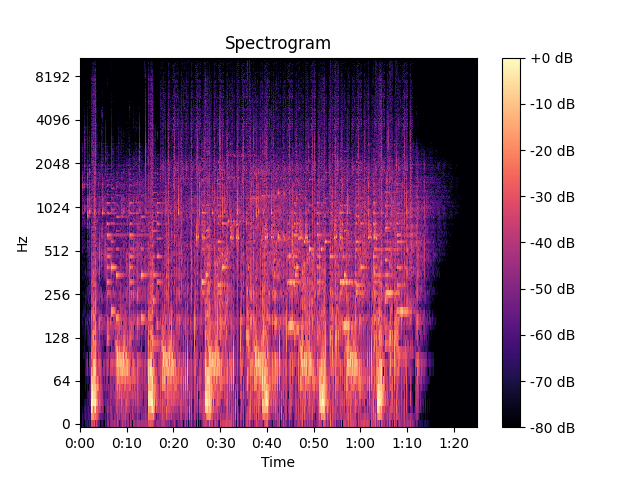 Spectrogram
8192
4096
2048
1024
512
256
128
64
0
Hz
0:00 0:10 0:20 0:30 0:40 0:50 1:00 1:10 1:20
Time
+0 dB
-10 dB
-20 dB
-30 dB
-40 dB
-50 dB
-60 dB
-70 dB
-80 dB